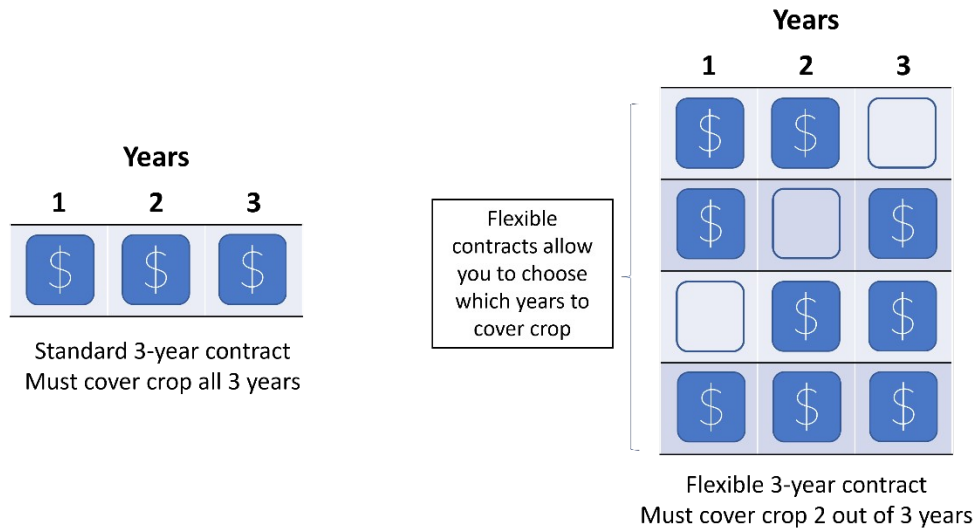 Years
1 2 3
$ $ $
Standard 3-year contract
Must cover crop all 3 years
Flexible
contracts allow
you to choose
which years to
cover crop
Years
1 2 3
$ $
$ $
$ $
$ $ $
Flexible 3-year contract
Must cover crop 2 out of 3 years